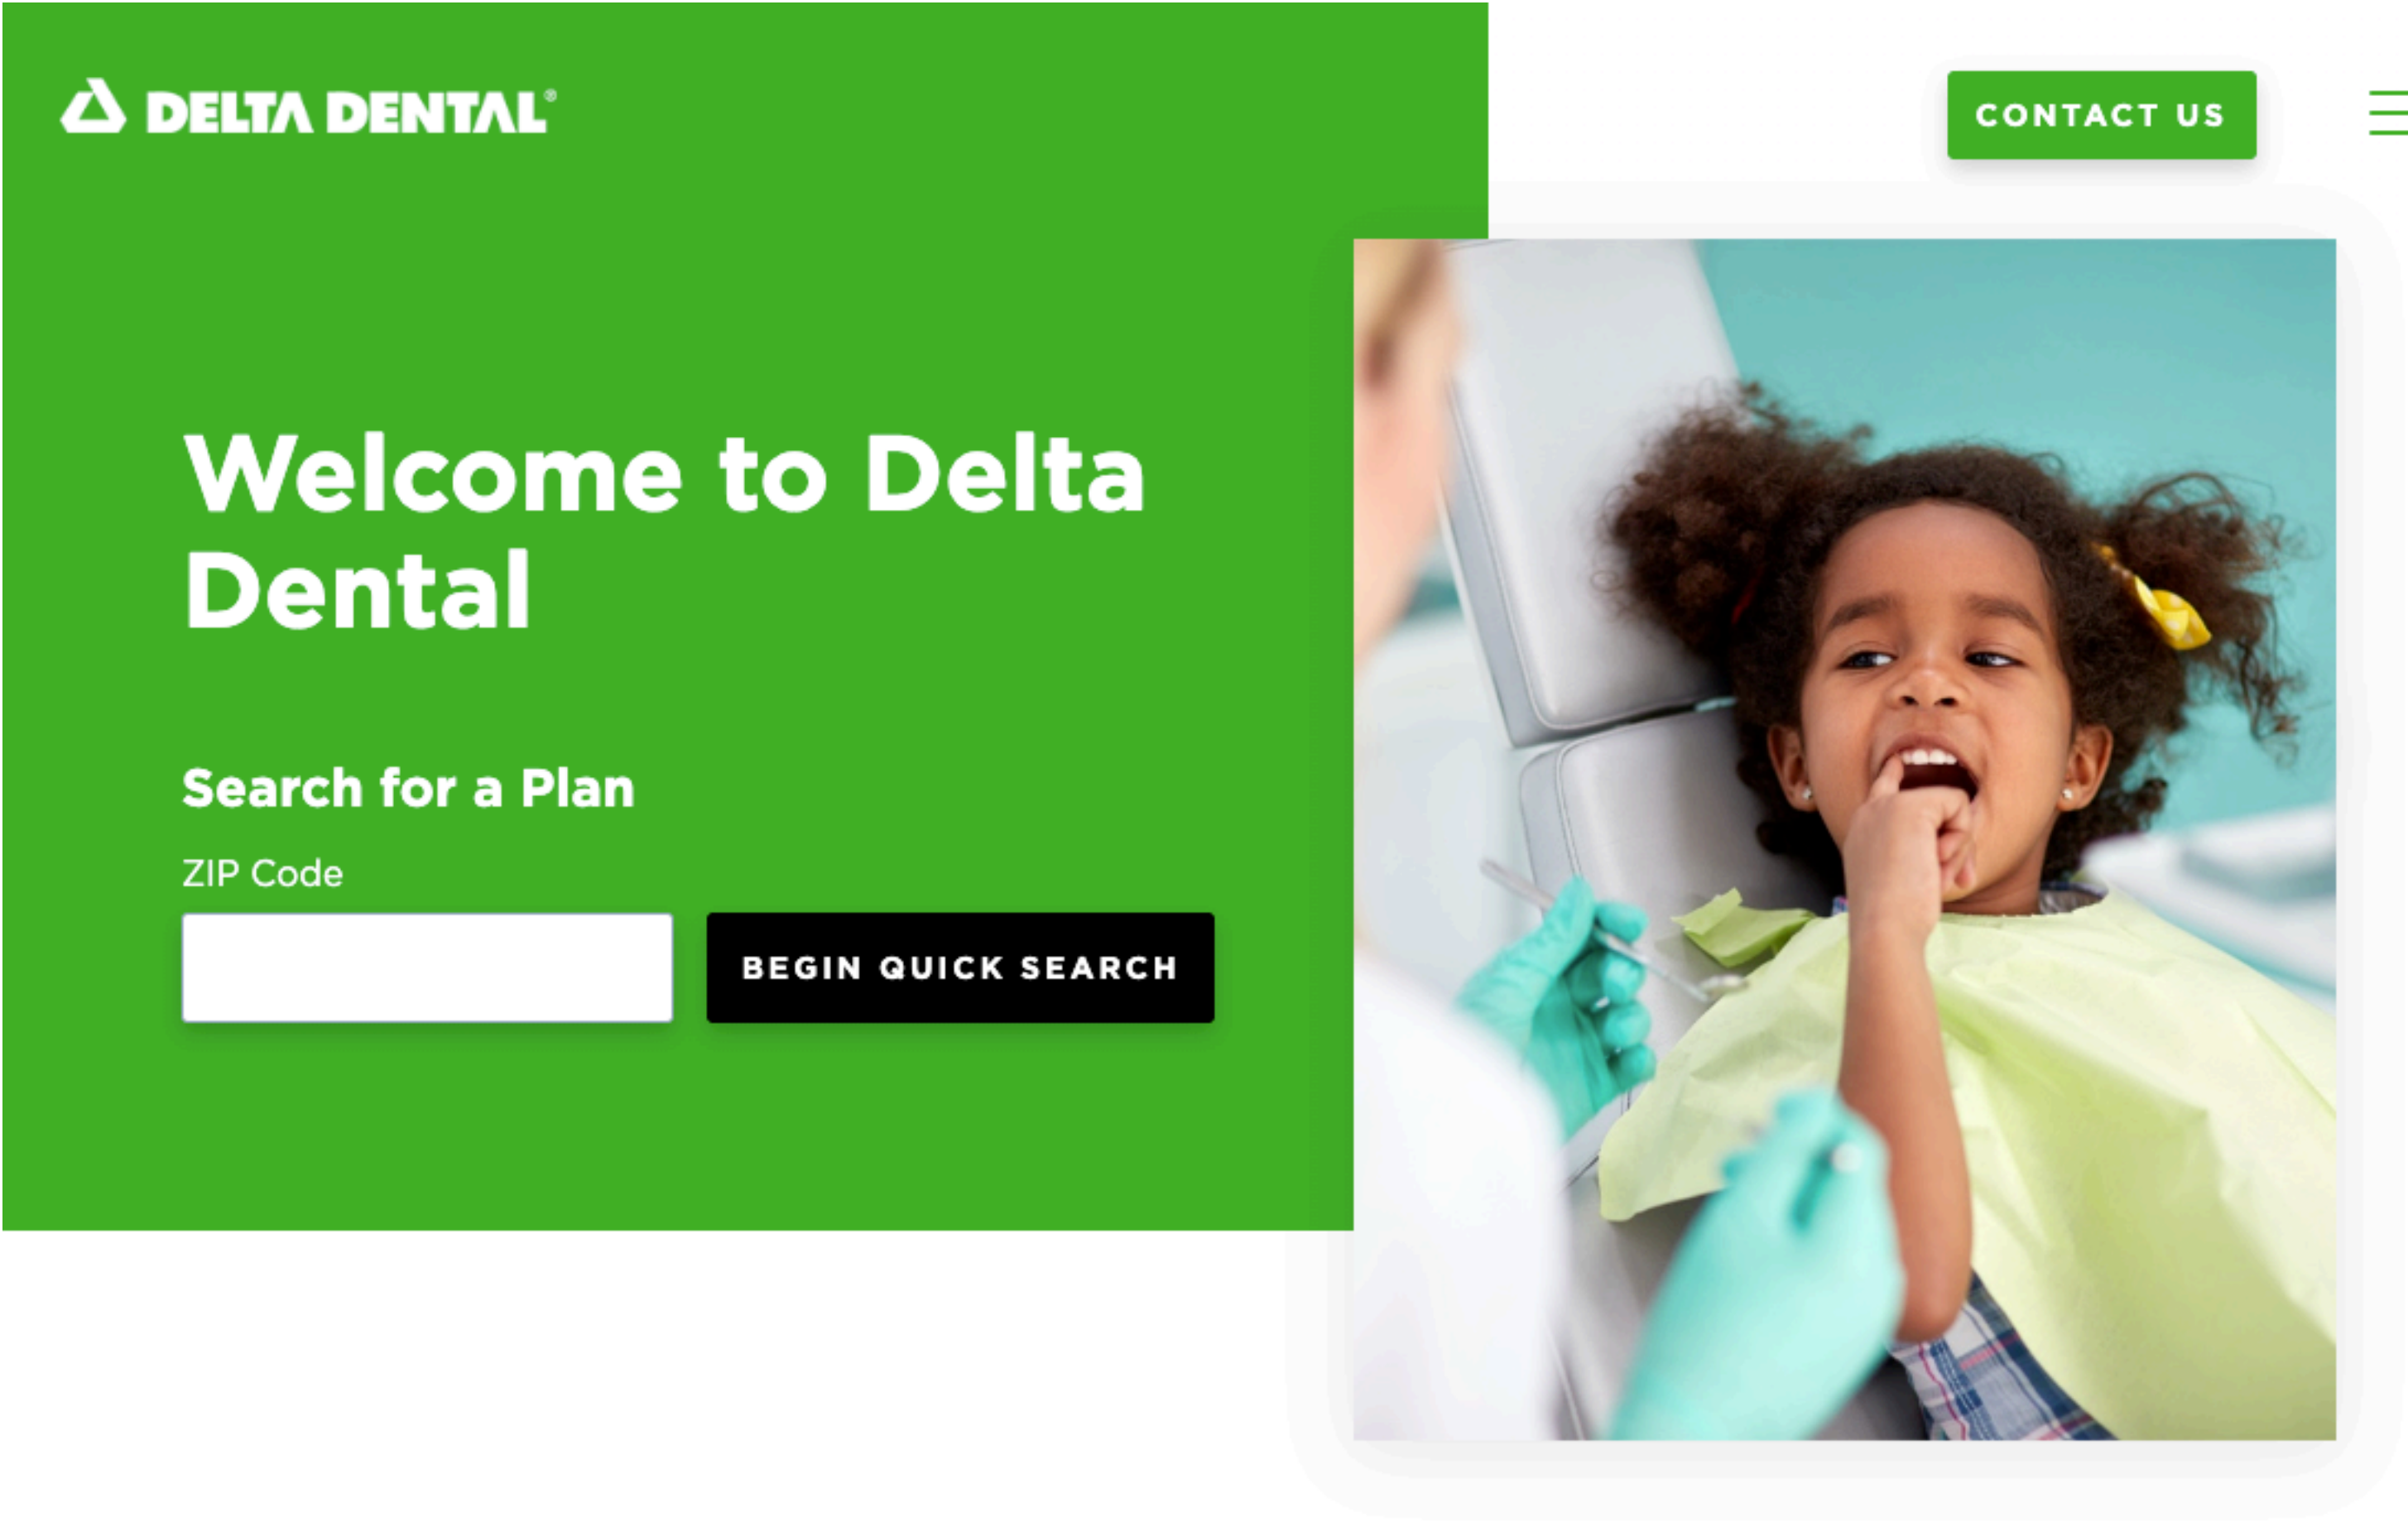 DELTA DENTAL®
CONTACT US
Welcome to Delta
Dental
Search for a Plan
ZIP Code
BEGIN QUICK SEARCH